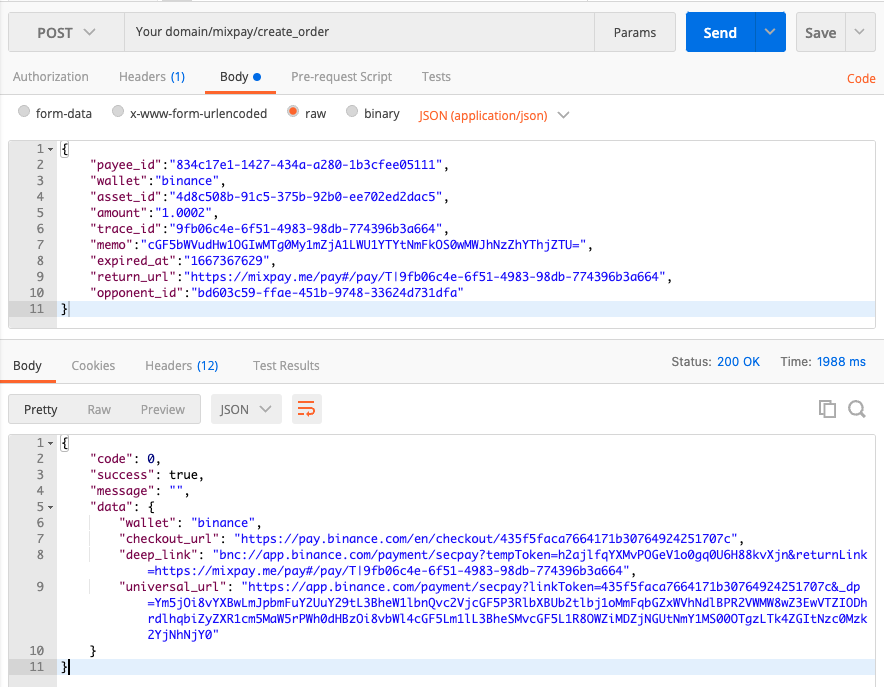 POST Your domain/mixpay/create_order Params Send Save
Authorization Headers (1) Body Pre-request Script Tests Code
form-data x-www-form-urlencoded raw binary JSON (application/json)
1 {
2 "payee_id":"834c17e1-1427-434a-a280-1b3cfee05111",
3 "wallet":"binance",
4 "asset_id":"4d8c508b-91c5-375b-92b0-ee702ed2dac5",
5 "amount":"1.0002",
6 "trace_id":"9fb06c4e-6f51-4983-98db-774396b3a664",
7 "memo":"cGF5bWVudHw1OGIwMTg0My1mZjA1LWU1YTYtNmFkOS0wMWJhNzZhYThjZTU=",
8 "expired_at":"1667367629",
9 "return_url":"https://mixpay.me/pay#/pay/T|9fb06c4e-6f51-4983-98db-774396b3a664",
10 "opponent_id":"bd603c59-ffae-451b-9748-33624d731dfa"
11 }
Body Cookies Headers (12) Test Results Status: 200 OK Time: 1988 ms
Pretty Raw Preview JSON
1 {
2 "code": 0,
3 "success": true,
4 "message": "",
5 "data": {
6 "wallet": "binance",
7 "checkout_url": "https://pay.binance.com/en/checkout/435f5faca7664171b30764924251707c",
8 "deep_link": "bnc://app.binance.com/payment/secpay?tempToken=h2ajlfqYXMvPOGeV1o0gq0U6H88kvXjn&returnLink
=https://mixpay.me/pay#/pay/T|9fb06c4e-6f51-4983-98db-774396b3a664",
9 "universal_url": "https://app.binance.com/payment/secpay?linkToken=435f5faca7664171b30764924251707c&_dp
=Ym5jOi8vYXBwLmJpbmFuY2UuY29tL3BheW1lbnQvc2VjcGF5P3RlbXBUb2tlbj1oMmFqbGZxWVhNdlBPR2VWMW8wZ3EwVTZIODh
rdlhqbiZyZXR1cm5MaW5rPWh0dHBzOi8vbWl4cGF5Lm1lL3BheSMvcGF5L1R8OWZiMDZjNGUtNmY1MS00OTgzLTk4ZGItNzc0Mzk
2YjNhNjY0"
10 }
11 }